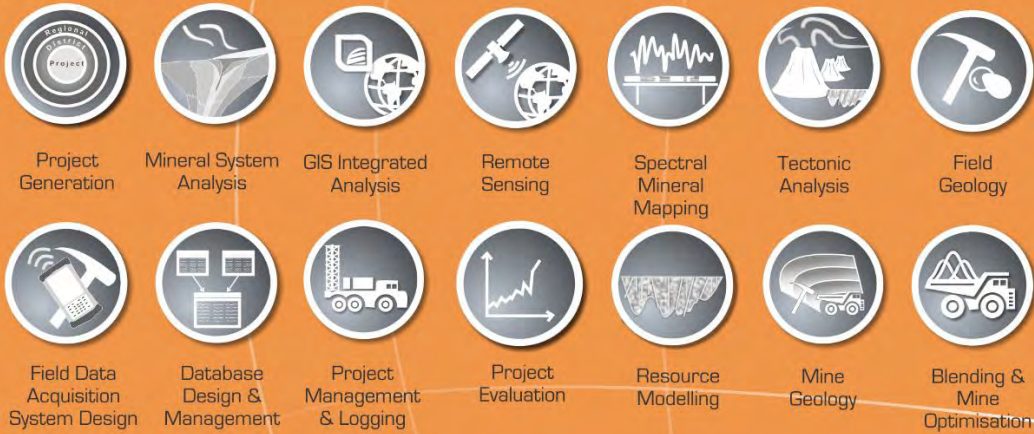 Regional
District
Project
Project
Generation
Mineral System
Analysis
GIS Integrated
Analysis
Remote
Sensing
Spectral
Mineral
Mapping
Tectonic
Analysis
Field
Geology
Field Data
Acquisition
System Design
Database
Design &
Management
Project
Management
& Logging
Project
Evaluation
Resource
Modelling
Mine
Geology
Blending &
Mine
Optimisation